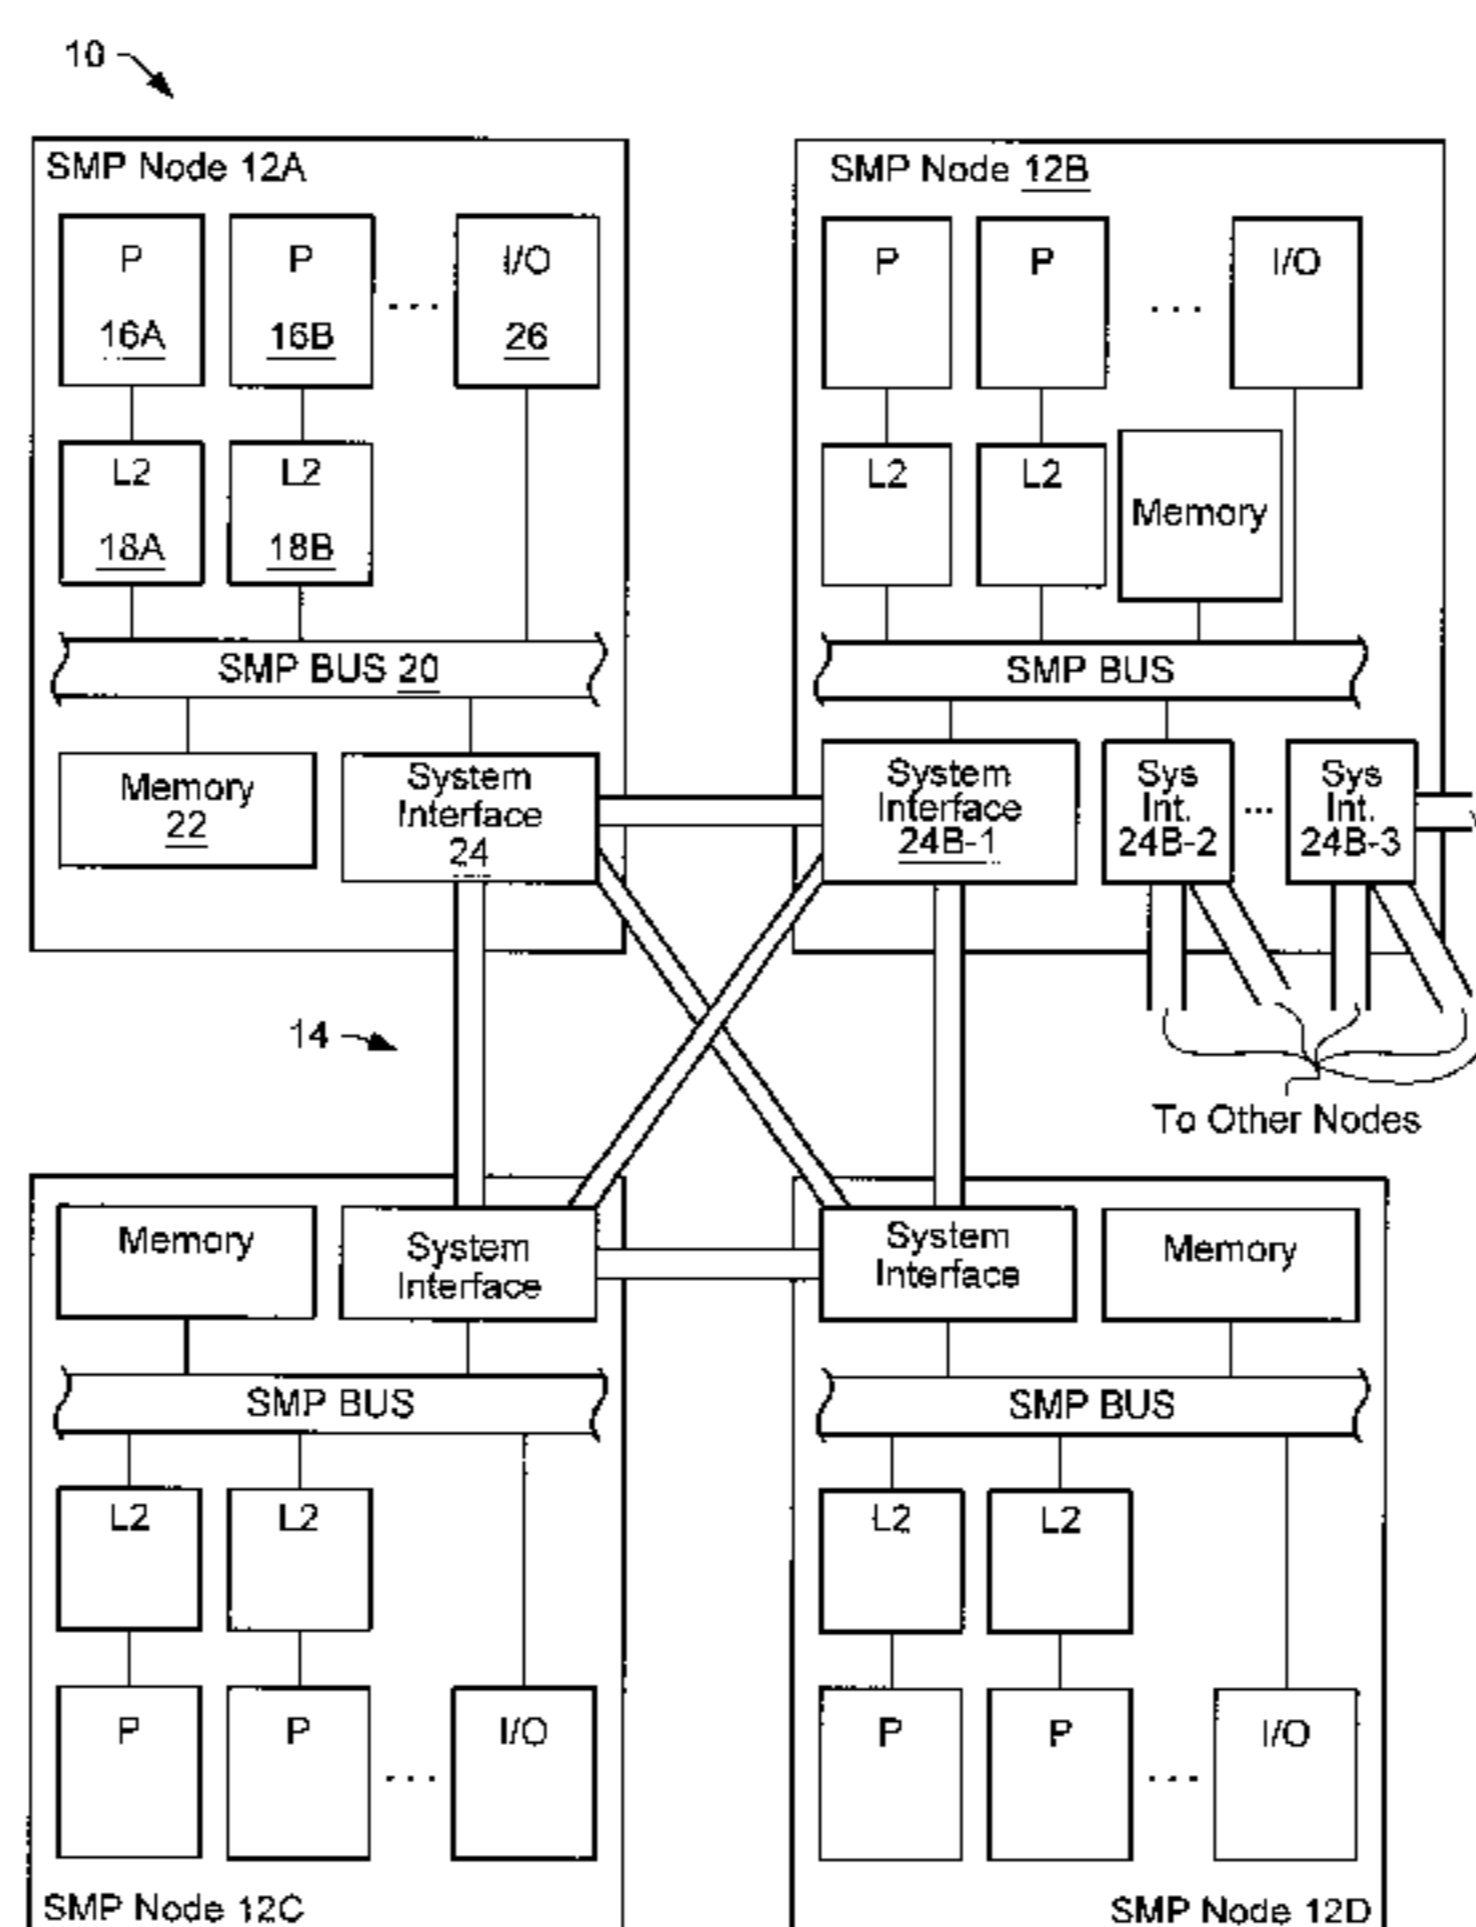 10
SMP Node 12A
P
16A
P
16B
...
I/O
26
L2
18A
L2
18B
SMP BUS 20
Memory
22
System
Interface
24
SMP Node 12B
P
P
...
I/O
L2
L2
Memory
SMP BUS
System
Interface
24B-1
Sys
Int.
24B-2
...
Sys
Int.
24B-3
14
To Other Nodes
Memory
System
Interface
SMP BUS
L2
L2
P
P
...
I/O
SMP Node 12C
System
Interface
Memory
SMP BUS
L2
L2
P
P
...
I/O
SMP Node 12D